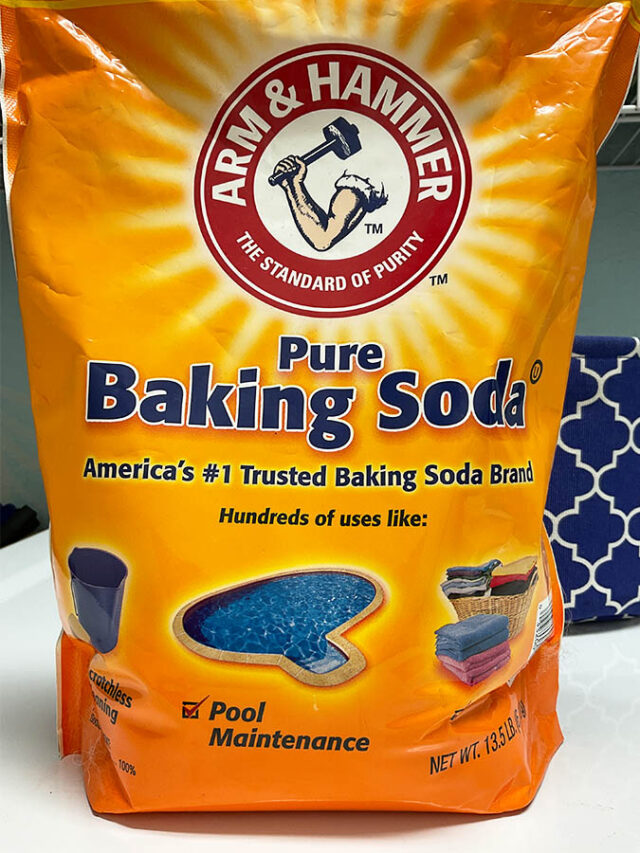 ARM & HAMMER
THE STANDARD OF PURITY
TM
TM
Pure
Baking Soda
U
America's #1 Trusted Baking Soda Brand
Hundreds of uses like:
Pool
Maintenance
100%
NET WT. 13.5 LB